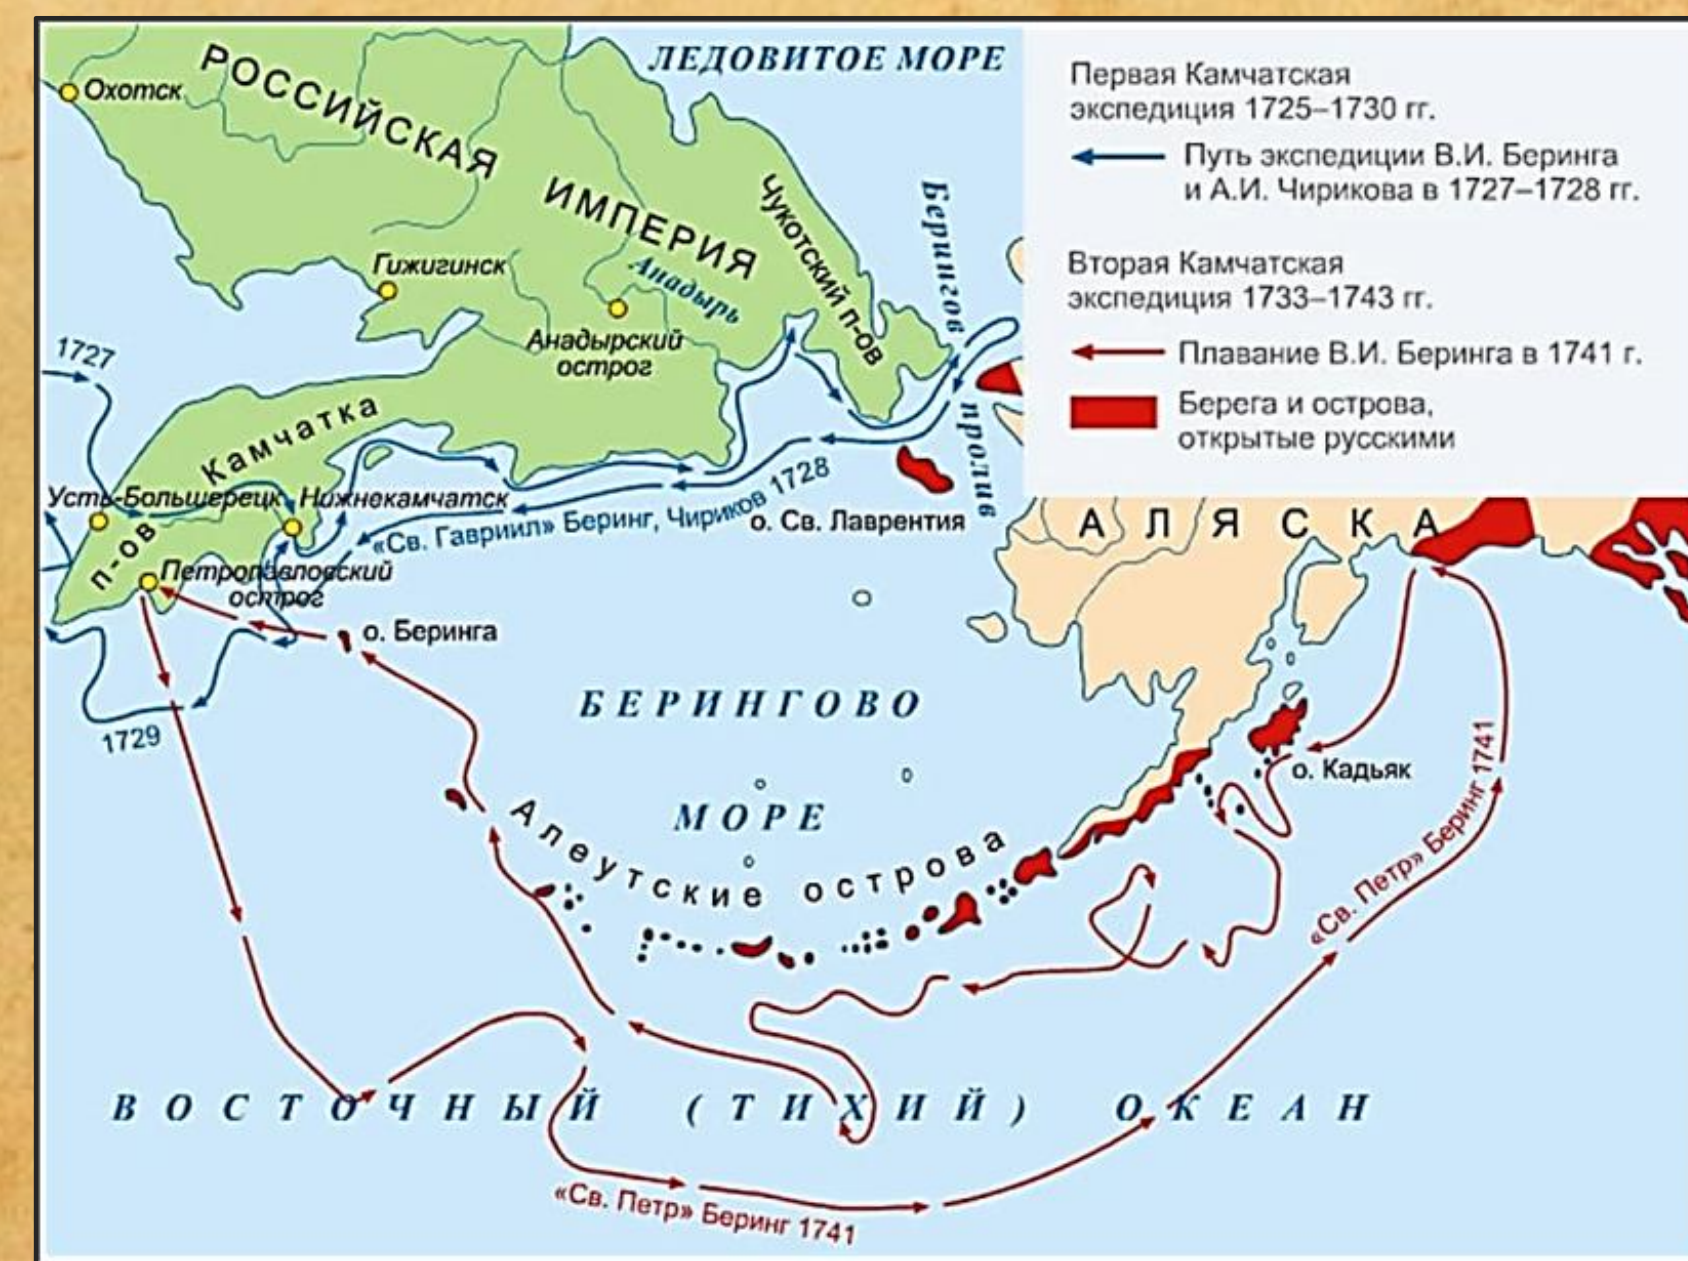 ЛЕДОВИТОЕ МОРЕ
Охотск
РОССИЙСКАЯ
ИМПЕРИЯ
Чукотский п-ов
Берингов
пролив
Гижигинск
Анадырь
Анадырский
острог
1727
п-ов Камчатка
Усть-Большерецк
Нижнекамчатск
«Св. Гавриил» Беринг, Чириков 1728
о. Св. Лаврентия
Петропавловский
острог
о. Беринга
1729
АЛЯСКА
БЕРИНГОВО
МОРЕ
о. Кадьяк
Алеутские острова
«Св. Петр» Беринг 1741
ВОСТОЧНЫЙ (ТИХИЙ) ОКЕАН
«Св. Петр» Беринг 1741
Первая Камчатская
экспедиция 1725–1730 гг.
Путь экспедиции В.И. Беринга
и А.И. Чирикова в 1727–1728 гг.
Вторая Камчатская
экспедиция 1733–1743 гг.
Плавание В.И. Беринга в 1741 г.
Берега и острова,
открытые русскими